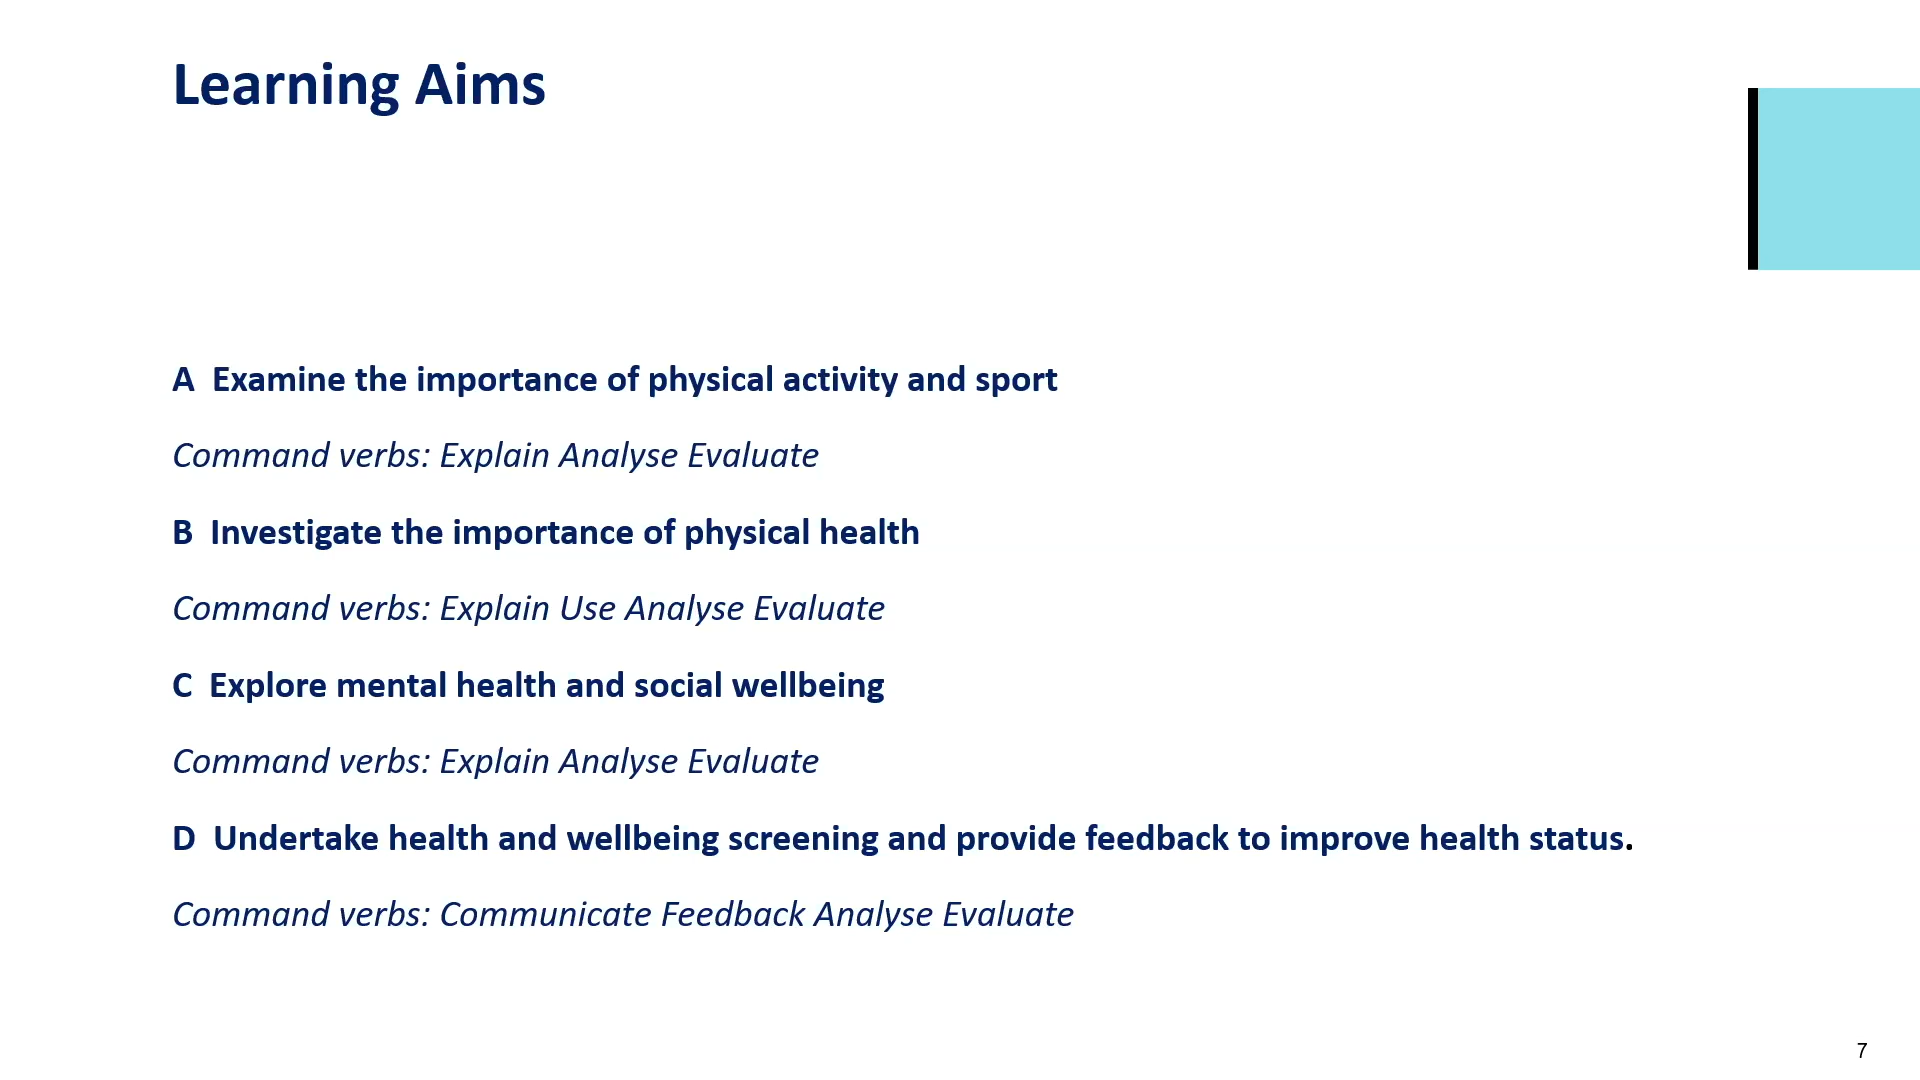 Learning Aims
A Examine the importance of physical activity and sport
Command verbs: Explain Analyse Evaluate
B Investigate the importance of physical health
Command verbs: Explain Use Analyse Evaluate
C Explore mental health and social wellbeing
Command verbs: Explain Analyse Evaluate
D Undertake health and wellbeing screening and provide feedback to improve health status.
Command verbs: Communicate Feedback Analyse Evaluate
7